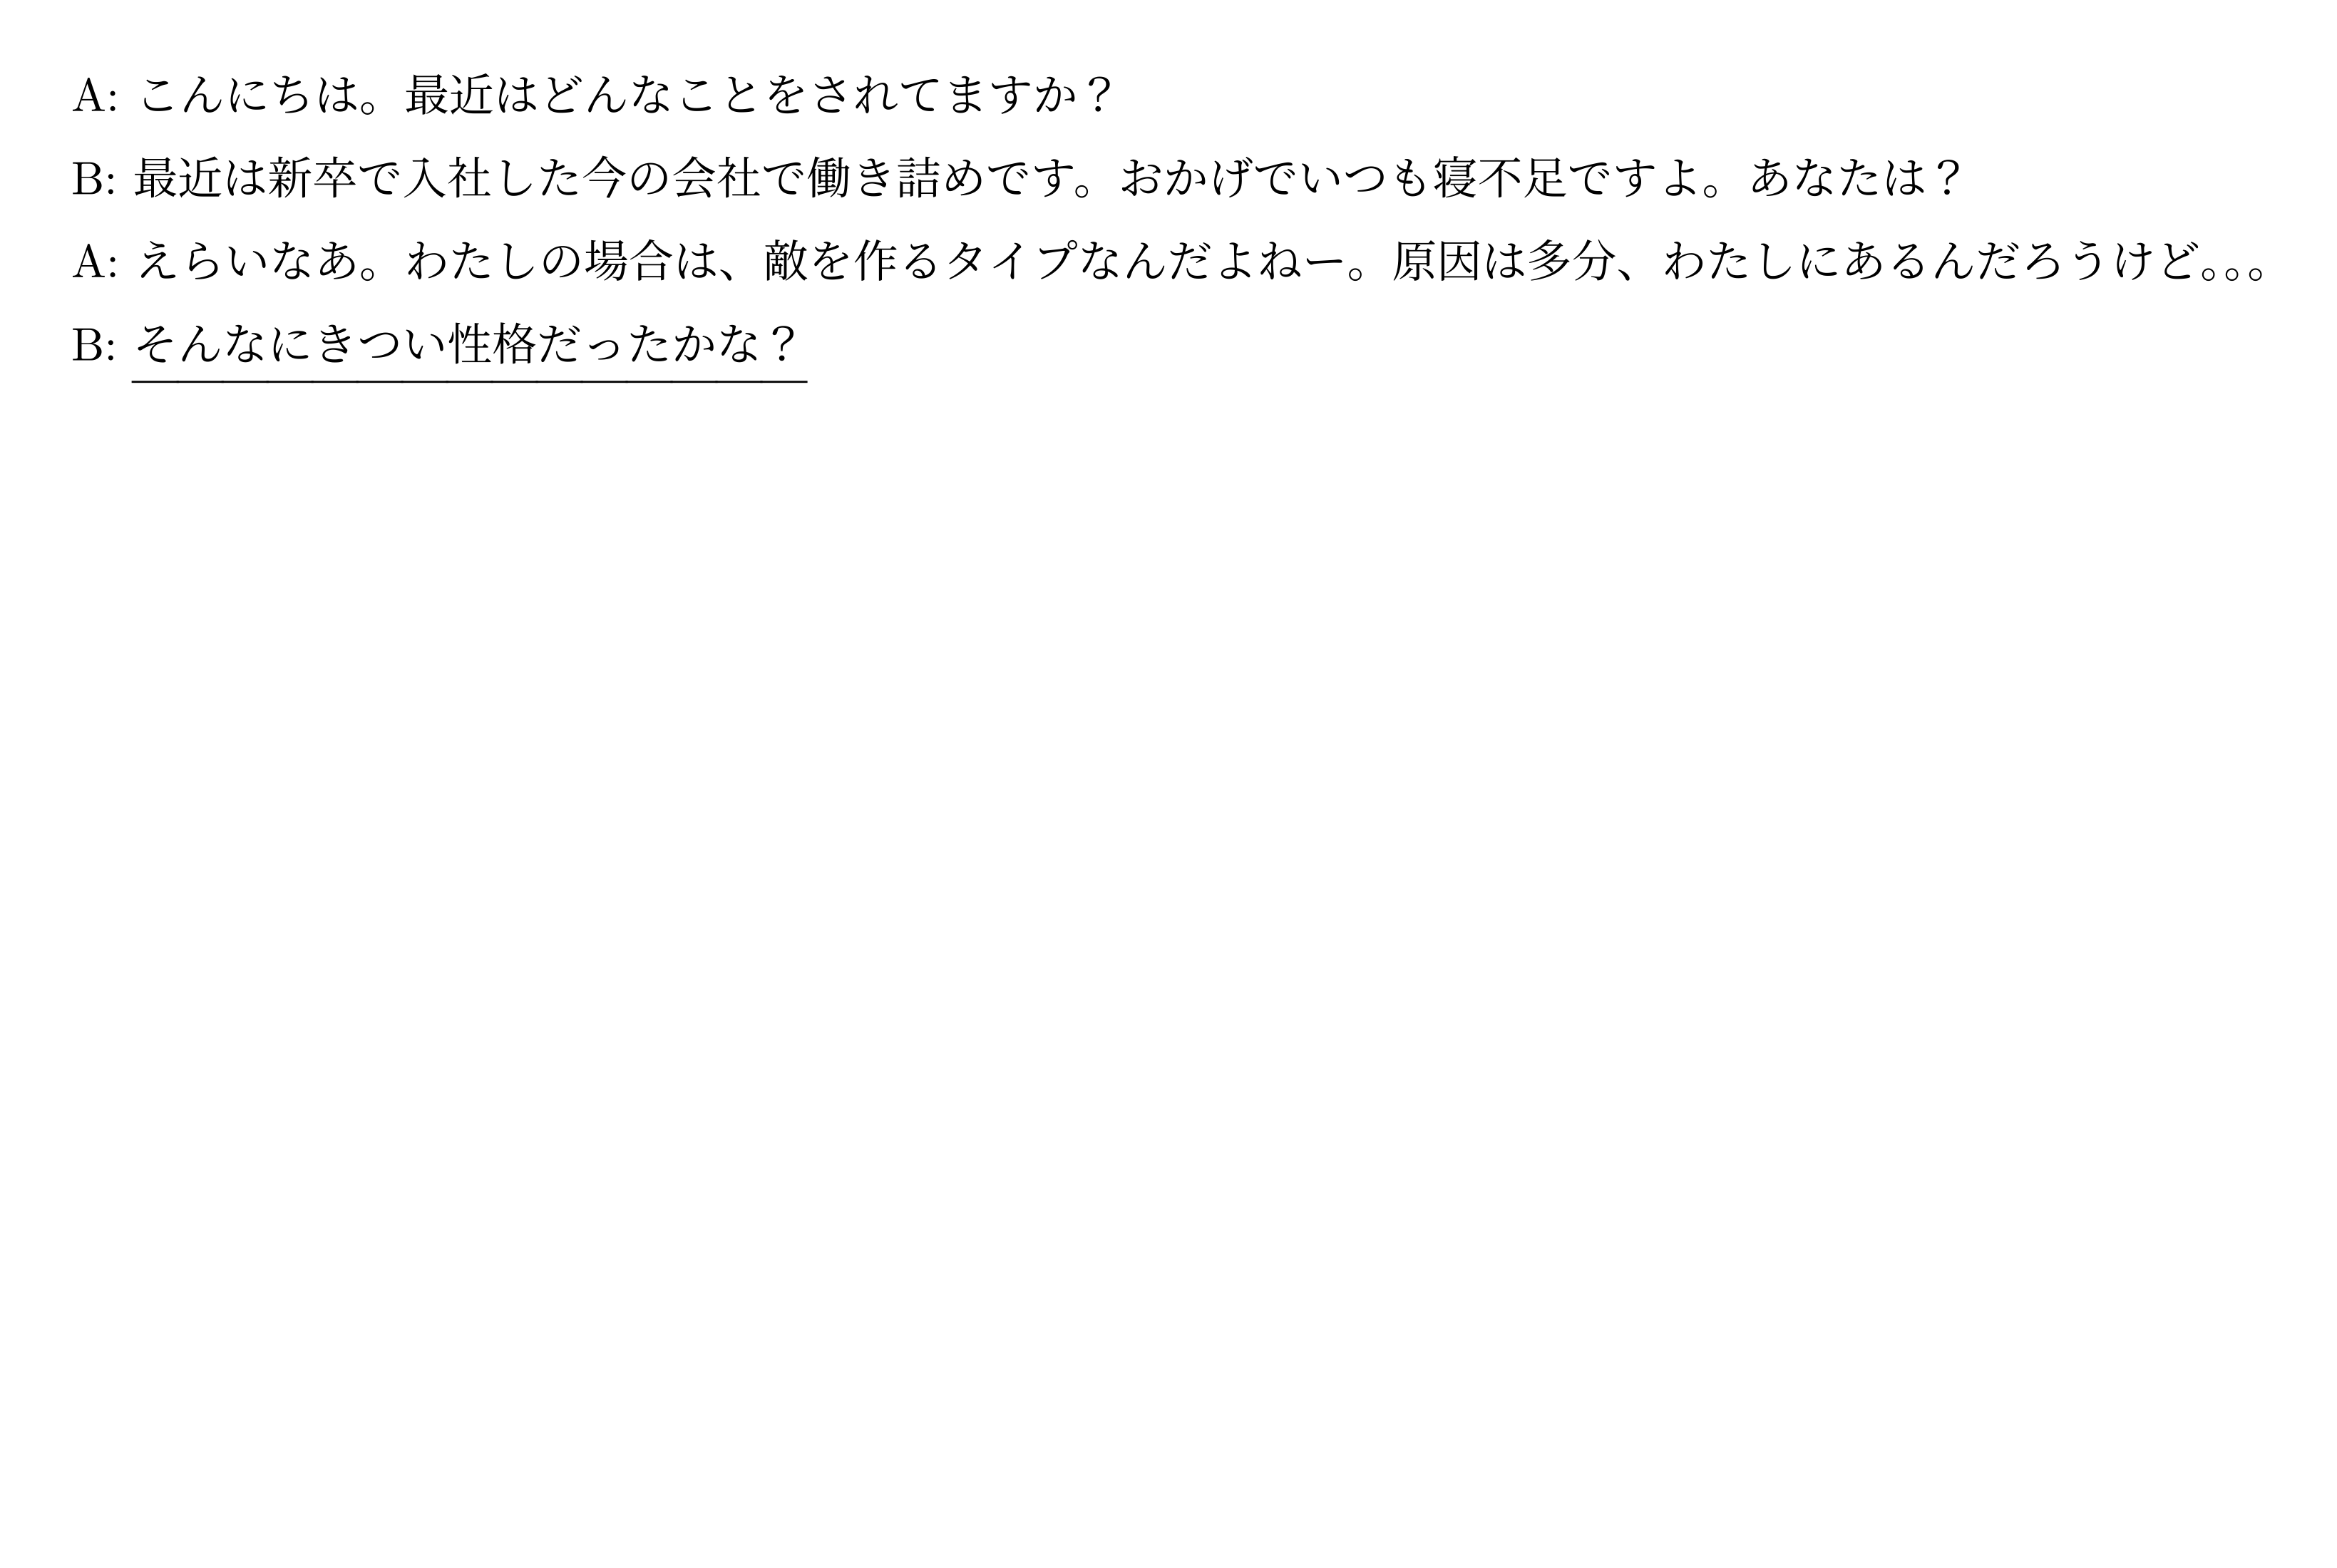 A: こんにちは。最近はどんなことをされてますか？
B: 最近は新卒で入社した今の会社で働き詰めです。おかげでいつも寝不足ですよ。あなたは？
A: えらいなあ。わたしの場合は、敵を作るタイプなんだよねー。原因は多分、わたしにあるんだろうけど。。。
B: そんなにきつい性格だったかな？